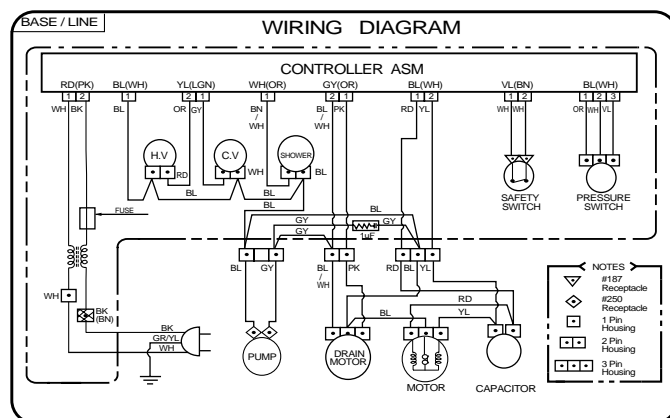 BASE / LINE
WIRING DIAGRAM
CONTROLLER ASM
RD(PK) BL(WH) YL(LGN) WH(OR) GY(OR) BL(WH) VL(BN) BL(WH)
1 2 1 2 1 1 2 1 1 2 1 2 1 2 3
WH BK BL OR GY BN / WH BL / WH PK RD YL WH WH OR WH VL
H.V C.V SHOWER
RD WH BL
BL BL
SAFETY SWITCH
PRESSURE SWITCH
BL
FUSE
BL
GY GY
1uF
GY
BL GY BL / WH PK RD BL YL
WH
BK (BN)
BK
GR/YL
WH
BL RD YL
PUMP
DRAIN MOTOR
MOTOR
CAPACITOR
NOTES
#187 Receptacle
#250 Receptacle
1 Pin Housing
2 Pin Housing
3 Pin Housing